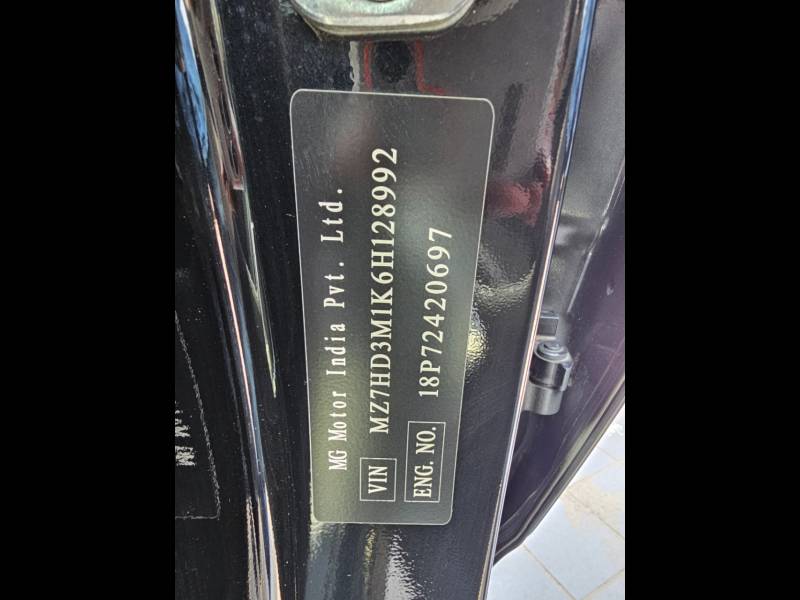 MG Motor India Pvt. Ltd.
VIN MZ7HD3M1K6H128992
ENG. NO. 18P72420697